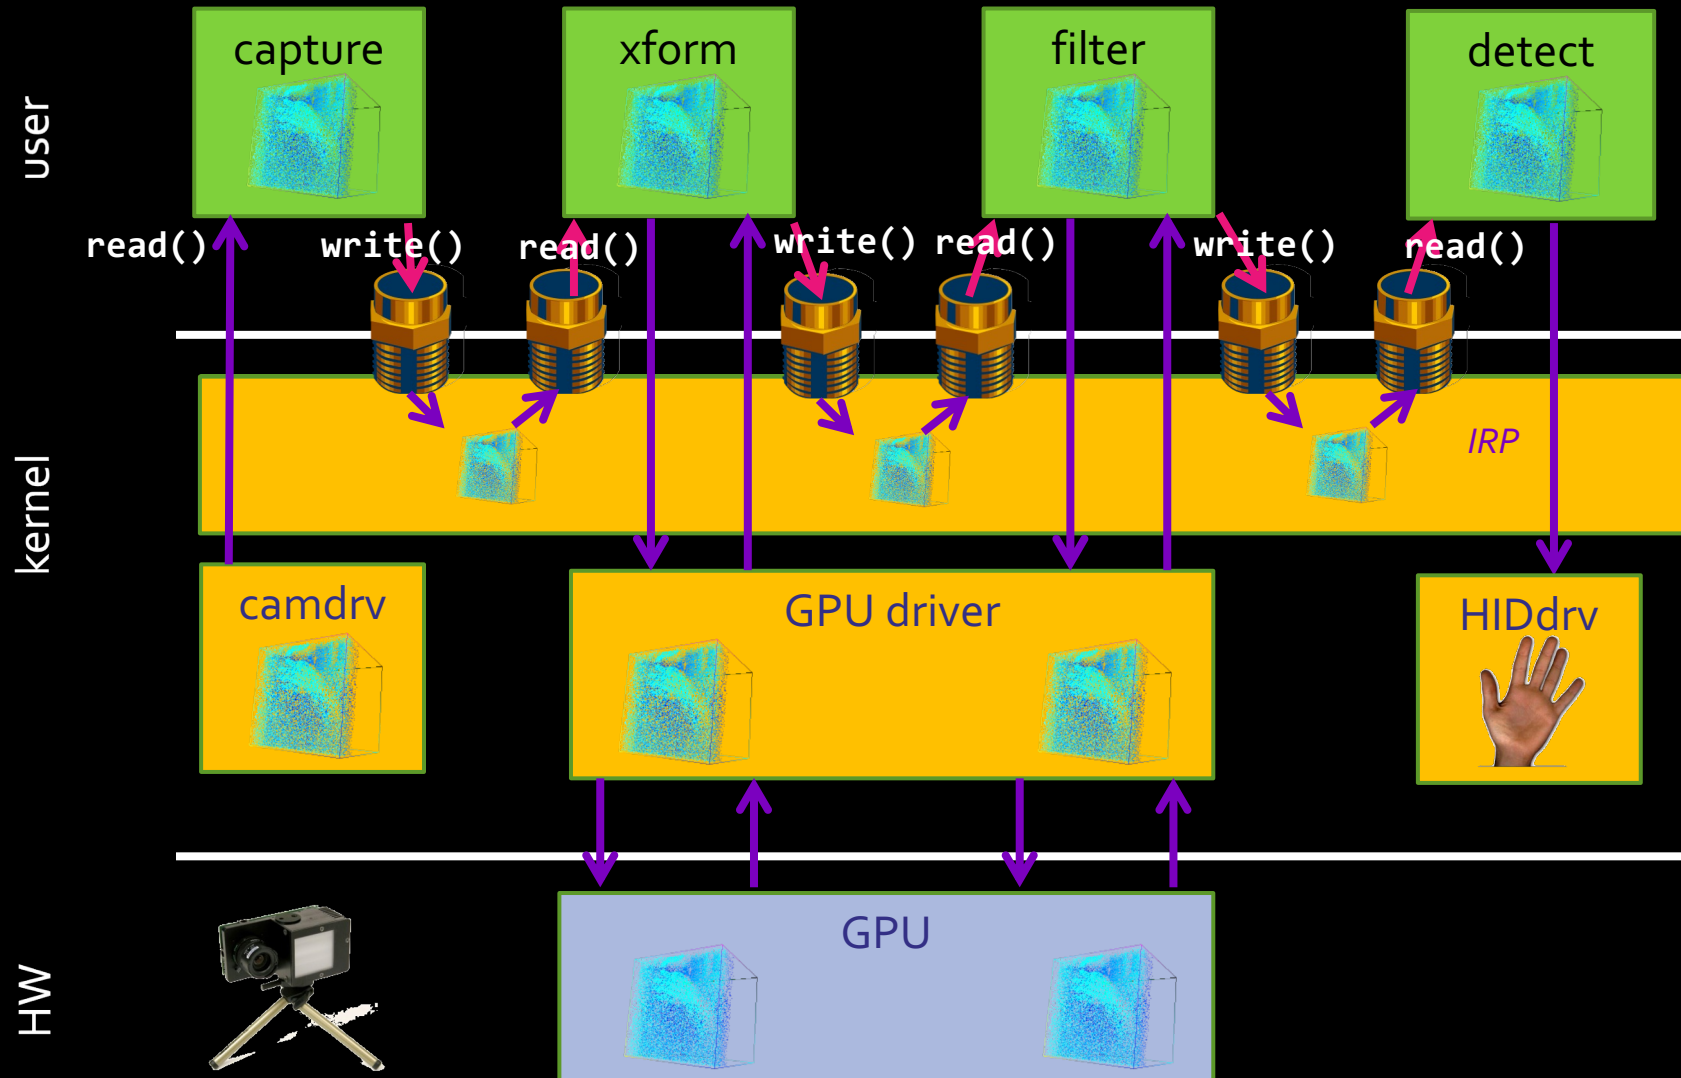 user
capture
xform
filter
detect
read()
write()
read()
write()
read()
write()
read()
kernel
IRP
camdrv
GPU driver
HIDdrv
HW
GPU